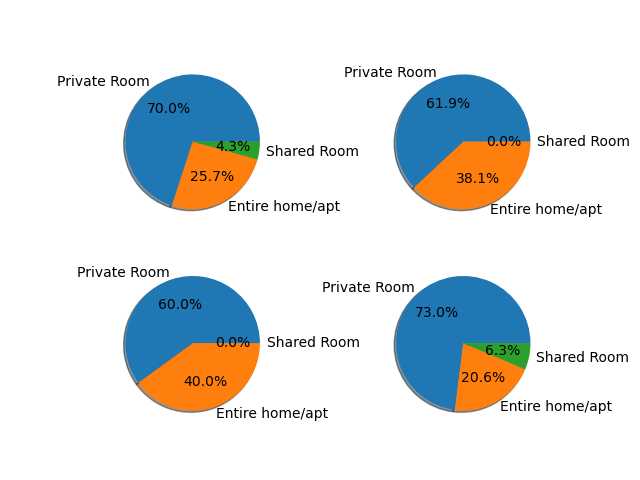 Private Room
70.0%
4.3%
Shared Room
25.7%
Entire home/apt
Private Room
61.9%
0.0%
Shared Room
38.1%
Entire home/apt
Private Room
60.0%
0.0%
Shared Room
40.0%
Entire home/apt
Private Room
73.0%
6.3%
Shared Room
20.6%
Entire home/apt